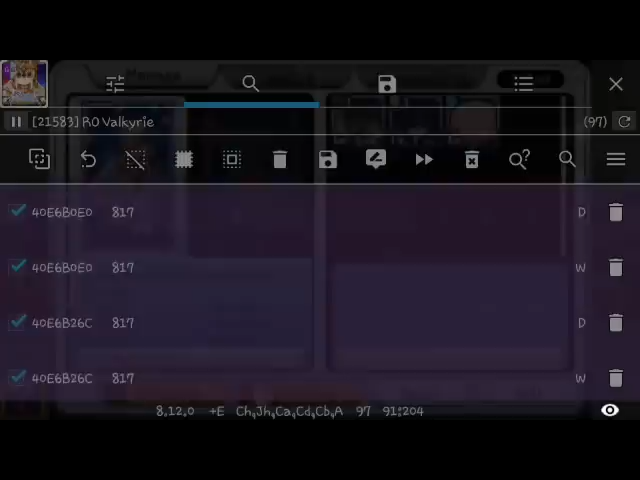 [21583] RO Valkyrie (97)
40E6B0E0 817 D
40E6B0E0 817 W
40E6B26C 817 D
40E6B26C 817 W
8.12.0 +E Ch,Jh,Ca,Cd,Cb,A 97 91:204